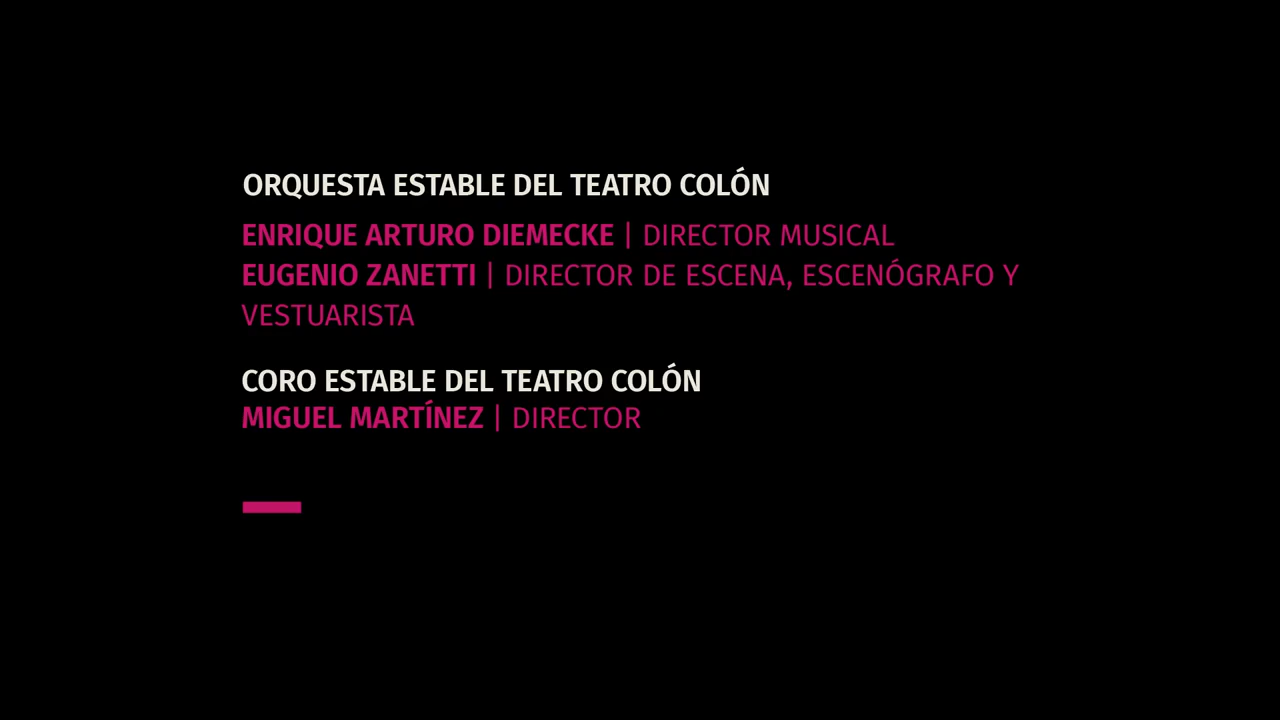 ORQUESTA ESTABLE DEL TEATRO COLÓN
ENRIQUE ARTURO DIEMECKE | DIRECTOR MUSICAL
EUGENIO ZANETTI | DIRECTOR DE ESCENA, ESCENÓGRAFO Y
VESTUARISTA
CORO ESTABLE DEL TEATRO COLÓN
MIGUEL MARTÍNEZ | DIRECTOR